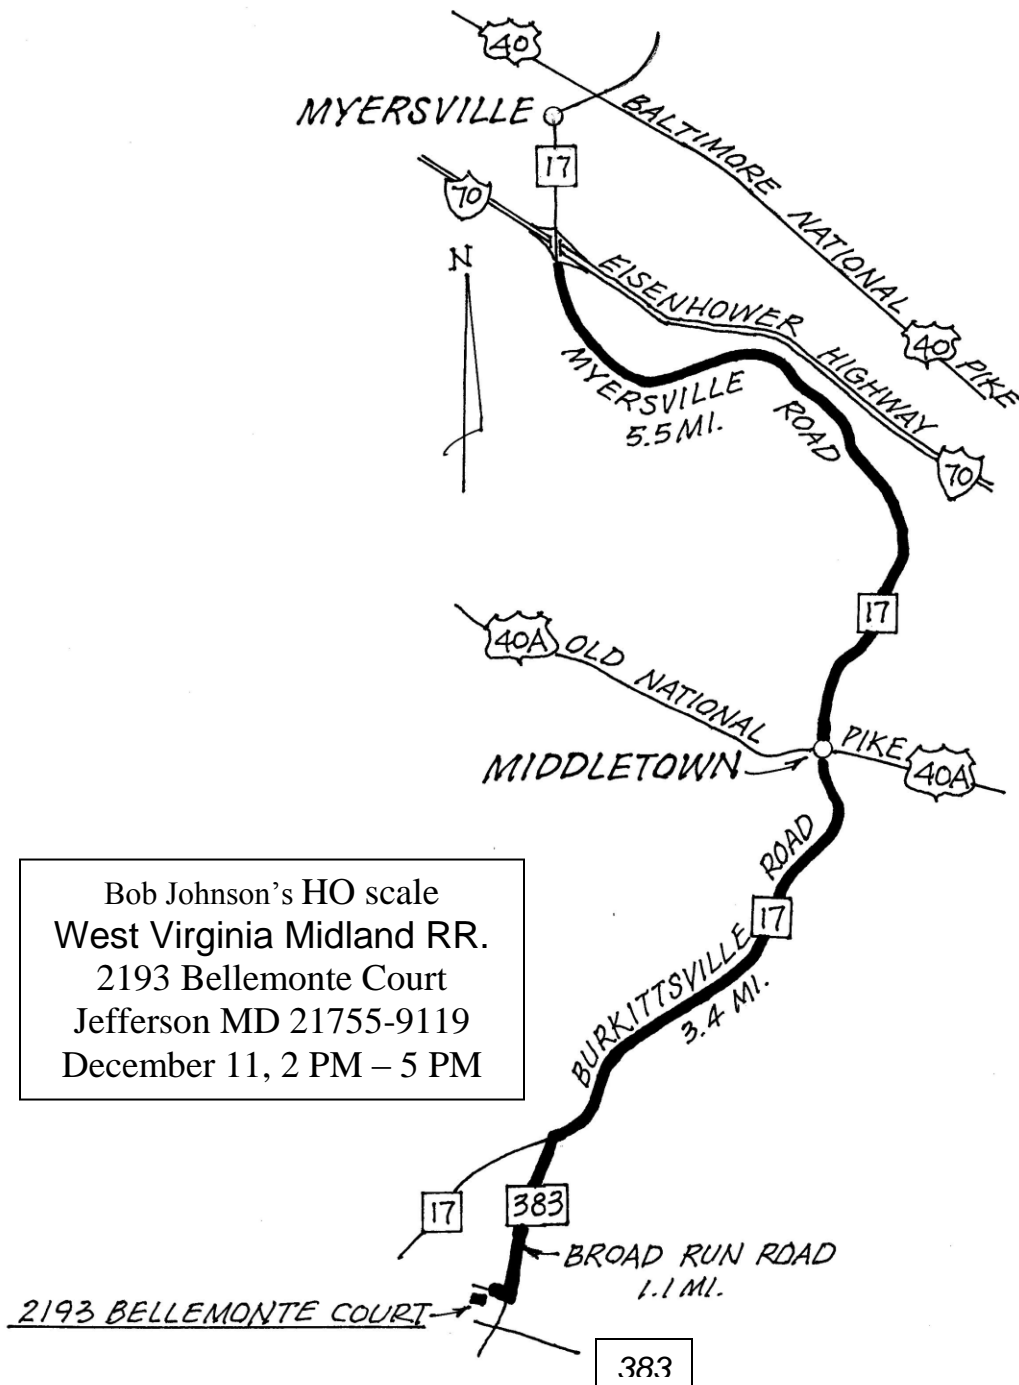 40
MYERSVILLE
BALTIMORE NATIONAL PIKE
17
70
N
EISENHOWER HIGHWAY
40
MYERSVILLE ROAD
5.5 MI.
70
17
40A
OLD NATIONAL PIKE
MIDDLETOWN
40A
BURKITTSVILLE ROAD
17
3.4 MI.
Bob Johnson's HO scale
West Virginia Midland RR.
2193 Bellemonte Court
Jefferson MD 21755-9119
December 11, 2 PM – 5 PM
17
383
BROAD RUN ROAD
1.1 MI.
2193 BELLEMONTE COURT
383